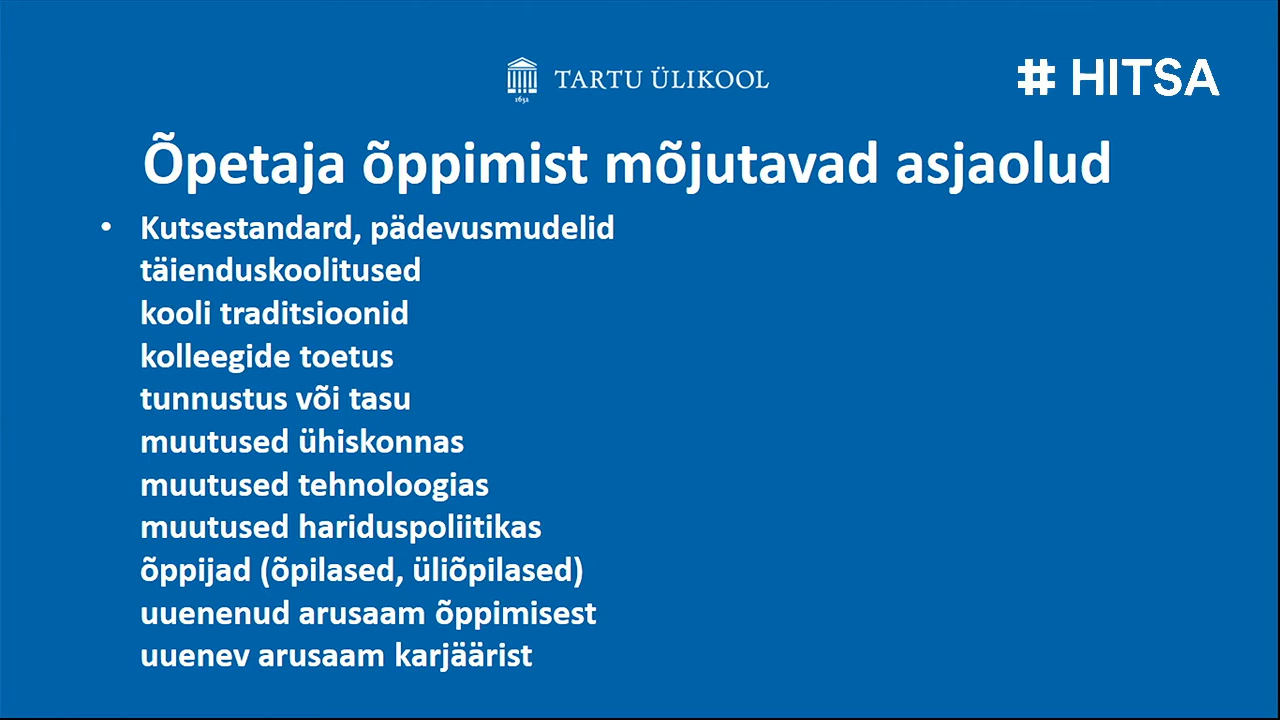 TARTU ÜLIKOOL
1632
# HITSA
Õpetaja õppimist mõjutavad asjaolud
• Kutsestandard, pädevusmudelid
täienduskoolitused
kooli traditsioonid
kolleegide toetus
tunnustus või tasu
muutused ühiskonnas
muutused tehnoloogias
muutused hariduspoliitikas
õppijad (õpilased, üliõpilased)
uuenenud arusaam õppimisest
uuenev arusaam karjäärist